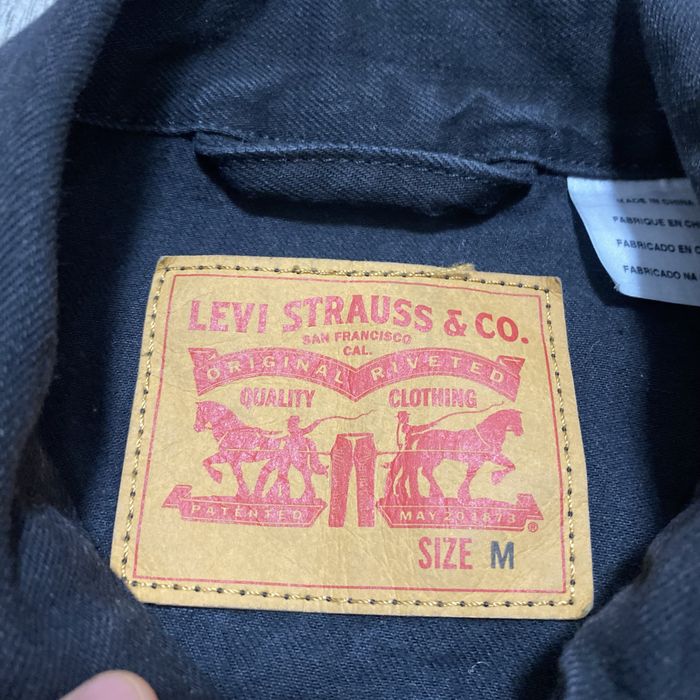 LEVI STRAUSS & CO.
SAN FRANCISCO
CAL.
ORIGINAL RIVETED
QUALITY CLOTHING
PATENTED MAY 20 1873 ®
SIZE M
MADE IN CHINA
FABRIQUE EN CH
FABRICADO EN C
FABRICADO NA